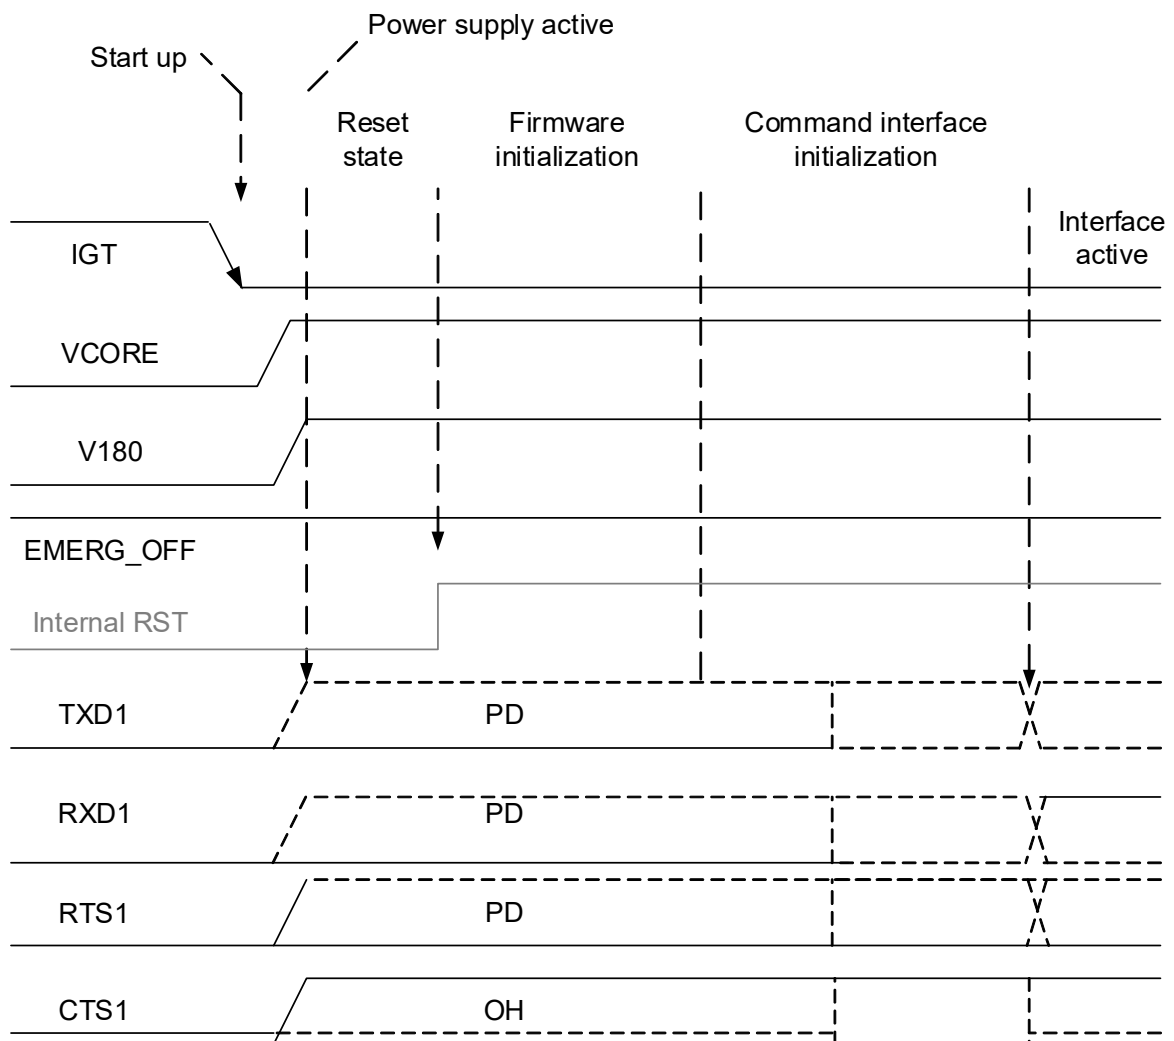 Power supply active
Start up
Reset
state
Firmware
initialization
Command interface
initialization
Interface
active
IGT
VCORE
V180
EMERG_OFF
Internal RST
TXD1
PD
RXD1
PD
RTS1
PD
CTS1
OH